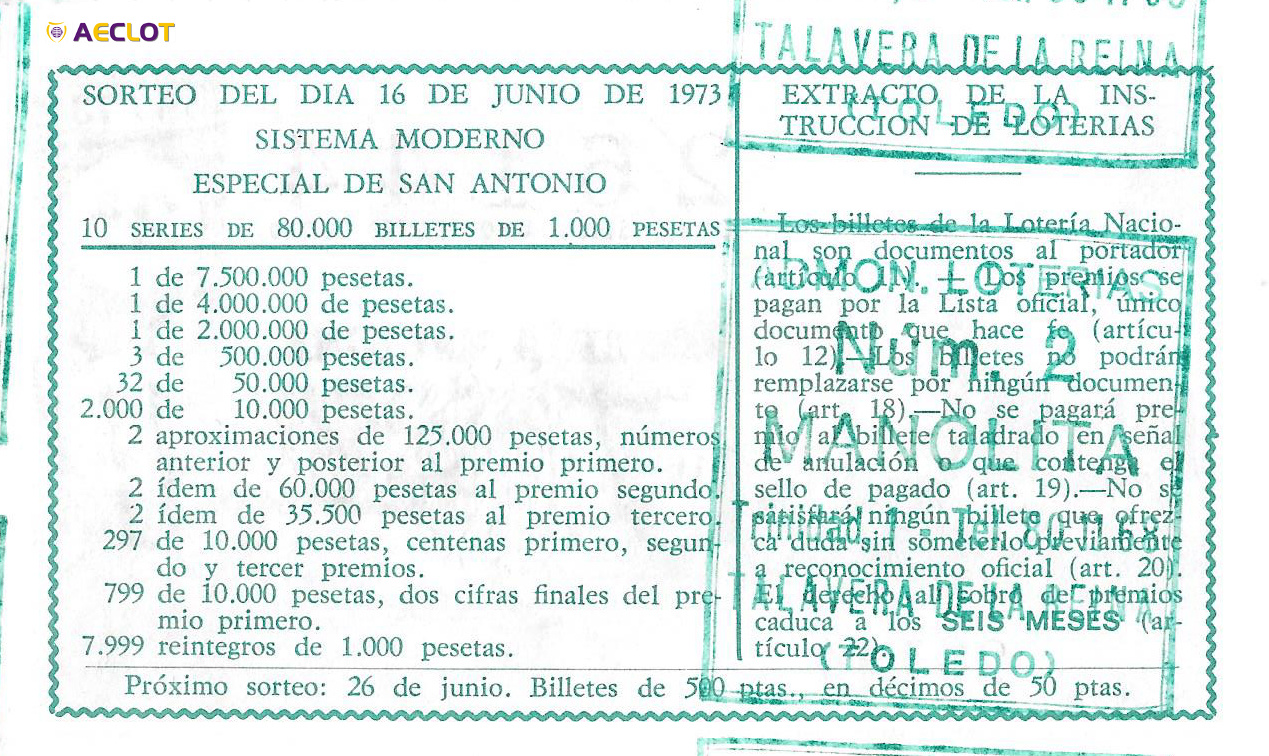 AECLOT
SORTEO DEL DIA 16 DE JUNIO DE 1973
SISTEMA MODERNO
ESPECIAL DE SAN ANTONIO
10 SERIES DE 80.000 BILLETES DE 1.000 PESETAS
1 de 7.500.000 pesetas.
1 de 4.000.000 de pesetas.
1 de 2.000.000 de pesetas.
3 de 500.000 pesetas.
32 de 50.000 pesetas.
2.000 de 10.000 pesetas.
2 aproximaciones de 125.000 pesetas, números
anterior y posterior al premio primero.
2 ídem de 60.000 pesetas al premio segundo.
2 ídem de 35.500 pesetas al premio tercero.
297 de 10.000 pesetas, centenas primero, segun-
do y tercer premios.
799 de 10.000 pesetas, dos cifras finales del pre-
mio primero.
7.999 reintegros de 1.000 pesetas.
EXTRACTO DE LA INS-
TRUCCION DE LOTERIAS
Los billetes de la Lotería Nacio-
nal son documentos al portador
(artículo 1.º). — Los premios se
pagan por la Lista oficial, único
documento que hace fe (artícu-
lo 12).—Los billetes no podrán
remplazarse por ningún documen-
to (art. 18).—No se pagará pre-
mio al billete taladrado en señal
de anulación o que contenga el
sello de pagado (art. 19).—No se
satisfará ningún billete que ofrez-
ca duda sin someterlo previamente
a reconocimiento oficial (art. 20).
El derecho al cobro de premios
caduca a los SEIS MESES (ar-
tículo 22).
Próximo sorteo: 26 de junio. Billetes de 500 ptas., en décimos de 50 ptas.
TALAVERA DE LA REINA
(TOLEDO)
ADMON. LOTERIAS
Núm. 2
MANOLITA
Trinidad, 1 - Tel.
TALAVERA DE LA REINA
(TOLEDO)